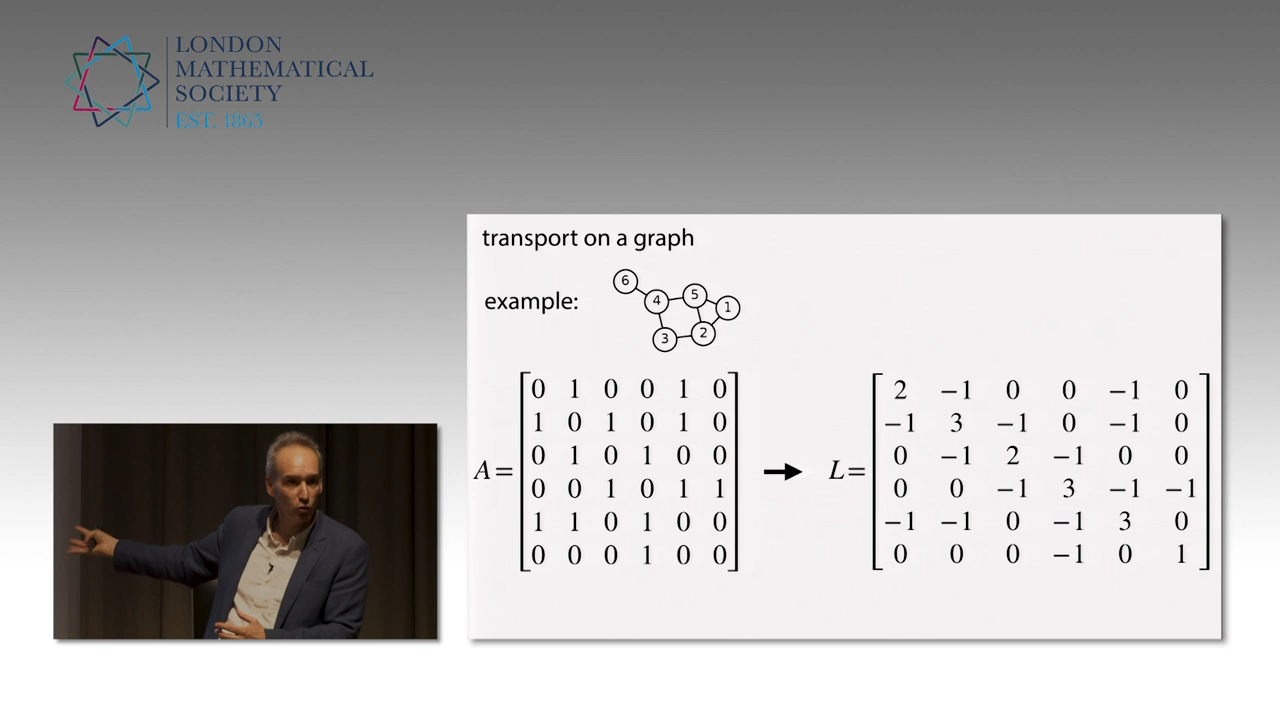 LONDON
MATHEMATICAL
SOCIETY
EST. 1865
transport on a graph
example:
6
4
5
1
3
2
A=
0 1 0 0 1 0
1 0 1 0 1 0
0 1 0 1 0 0
0 0 1 0 1 1
1 1 0 1 0 0
0 0 0 1 0 0
L=
2 −1 0 0 −1 0
−1 3 −1 0 −1 0
0 −1 2 −1 0 0
0 0 −1 3 −1 −1
−1 −1 0 −1 3 0
0 0 0 −1 0 1